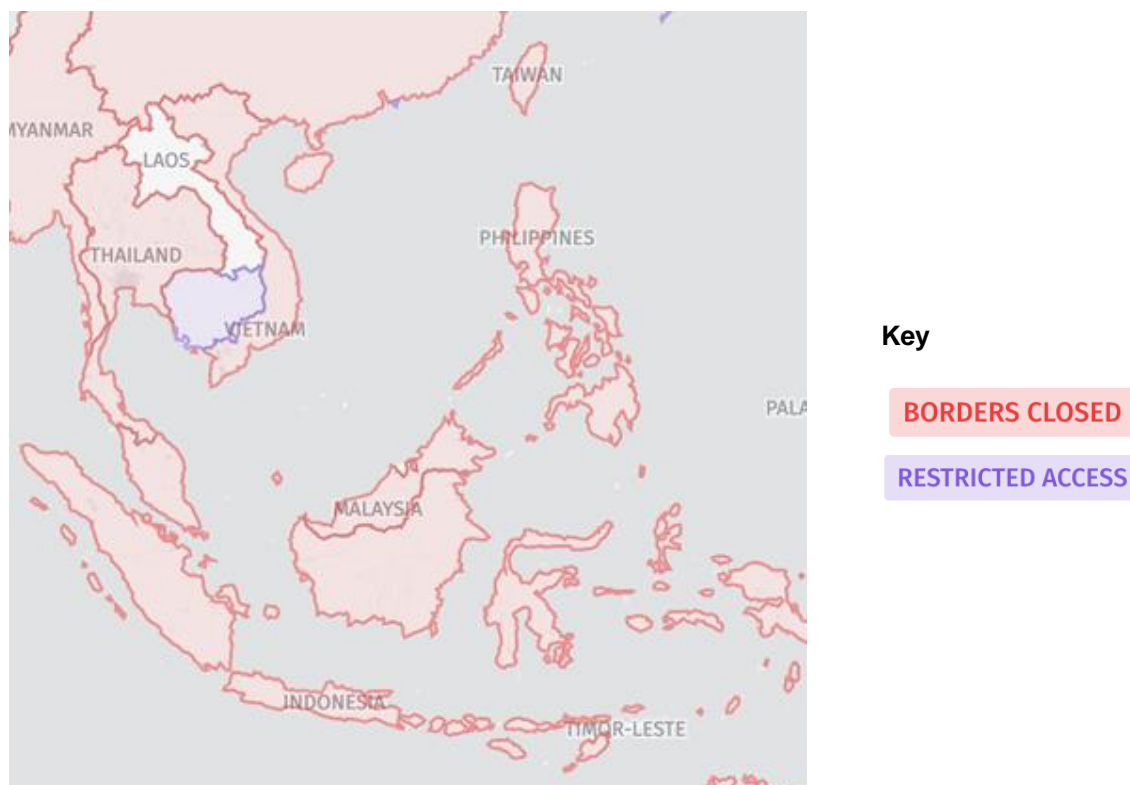 TAIWAN
MYANMAR
LAOS
PHILIPPINES
THAILAND
VIETNAM
Key
BORDERS CLOSED
PALA
RESTRICTED ACCESS
MALAYSIA
INDONESIA
TIMOR-LESTE